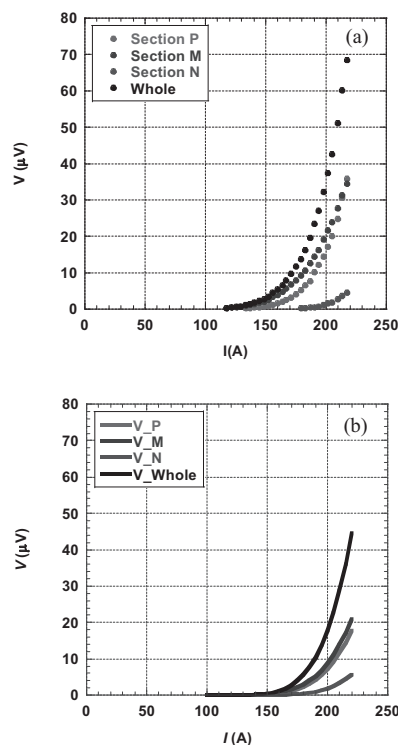 (a)
Section P
Section M
Section N
Whole
80
70
60
50
40
30
20
10
0
V (μV)
0 50 100 150 200 250
I(A)
(b)
V_P
V_M
V_N
V_Whole
80
70
60
50
40
30
20
10
0
V (μV)
0 50 100 150 200 250
I (A)